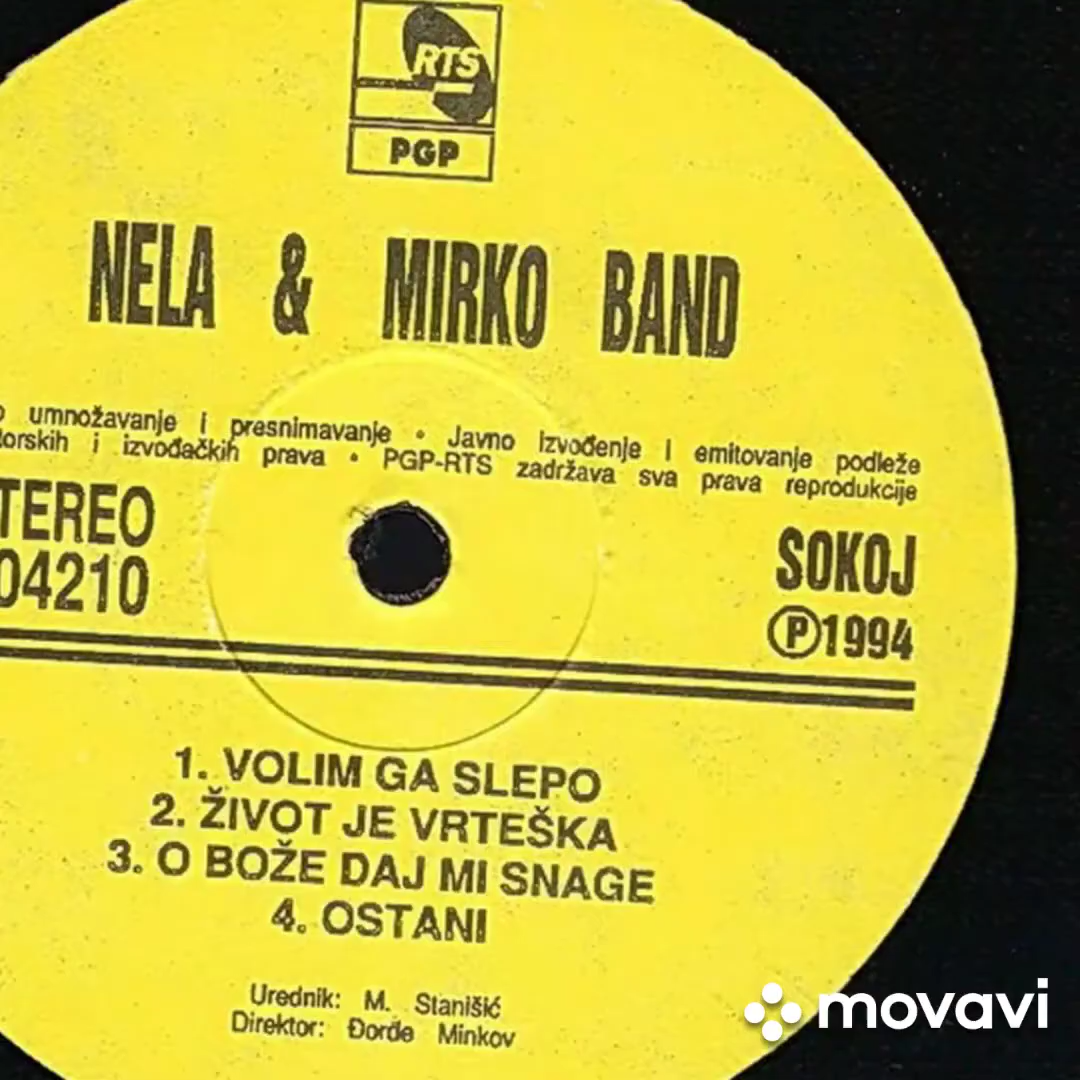 RTS
PGP
NELA & MIRKO BAND
umnožavanje i presnimavanje • Javno izvođenje i emitovanje podleže
izvođačkih prava • PGP-RTS zadržava sva prava reprodukcije
TEREO
04210
SOKOJ
Ⓟ1994
1. VOLIM GA SLEPO
2. ŽIVOT JE VRTEŠKA
3. O BOŽE DAJ MI SNAGE
4. OSTANI
Urednik: M. Stanišić
Direktor: Đorđe Minkov
movavi